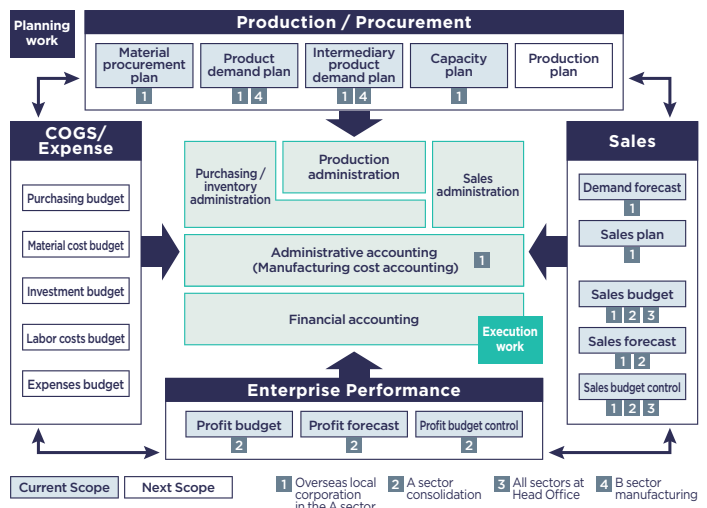 Planning
work
Production / Procurement
Material
procurement
plan
1
Product
demand plan
1 4
Intermediary
product
demand plan
1 4
Capacity
plan
1
Production
plan
COGS/
Expense
Purchasing budget
Material cost budget
Investment budget
Labor costs budget
Expenses budget
Purchasing /
inventory
administration
Production
administration
Sales
administration
Administrative accounting
(Manufacturing cost accounting) 1
Financial accounting
Execution
work
Sales
Demand forecast
1
Sales plan
1
Sales budget
1 2 3
Sales forecast
1 2
Sales budget control
1 2 3
Enterprise Performance
Profit budget
2
Profit forecast
2
Profit budget control
2
Current Scope
Next Scope
1 Overseas local
corporation
in the A sector
2 A sector
consolidation
3 All sectors at
Head Office
4 B sector
manufacturing